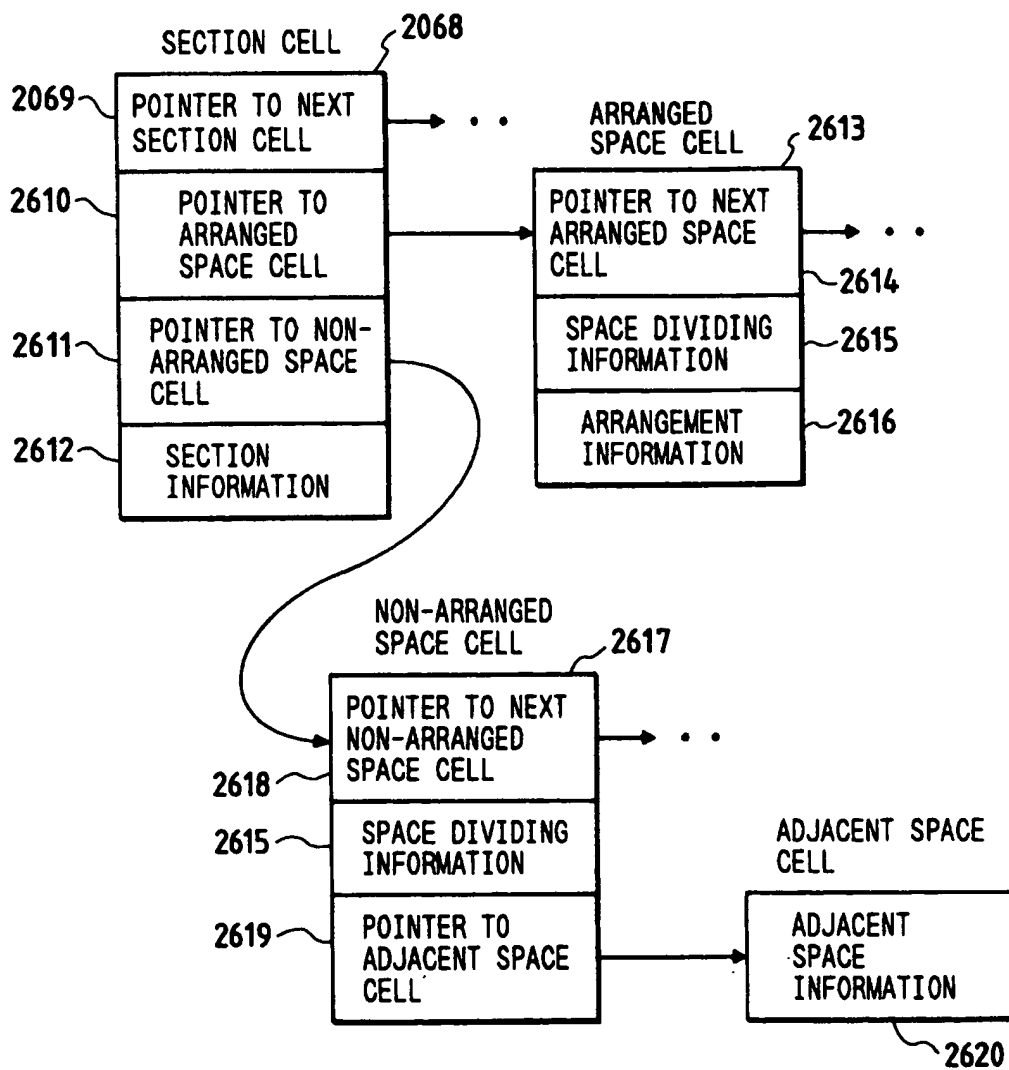 SECTION CELL
2068
2069
POINTER TO NEXT
SECTION CELL
2610
POINTER TO
ARRANGED
SPACE CELL
2611
POINTER TO NON-
ARRANGED SPACE
CELL
2612
SECTION
INFORMATION
ARRANGED
SPACE CELL
2613
POINTER TO NEXT
ARRANGED SPACE
CELL
2614
SPACE DIVIDING
INFORMATION
2615
ARRANGEMENT
INFORMATION
2616
NON-ARRANGED
SPACE CELL
2617
POINTER TO NEXT
NON-ARRANGED
SPACE CELL
2618
2615
SPACE DIVIDING
INFORMATION
2619
POINTER TO
ADJACENT SPACE
CELL
ADJACENT SPACE
CELL
ADJACENT
SPACE
INFORMATION
2620